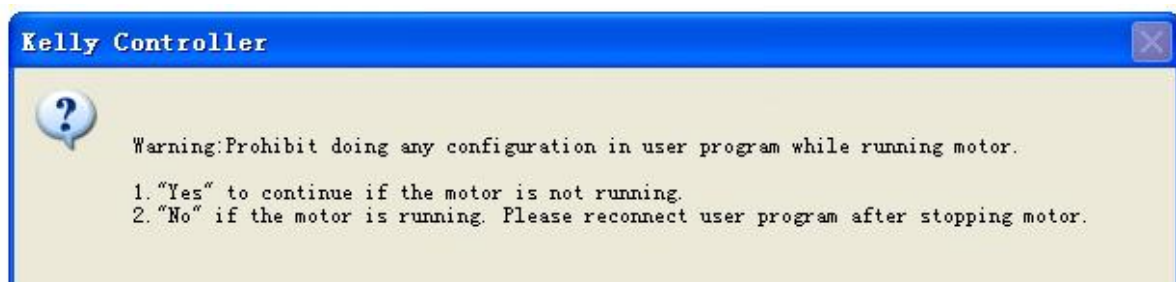 Kelly Controller
?
Warning:Prohibit doing any configuration in user program while running motor.
1."Yes" to continue if the motor is not running.
2."No" if the motor is running. Please reconnect user program after stopping motor.